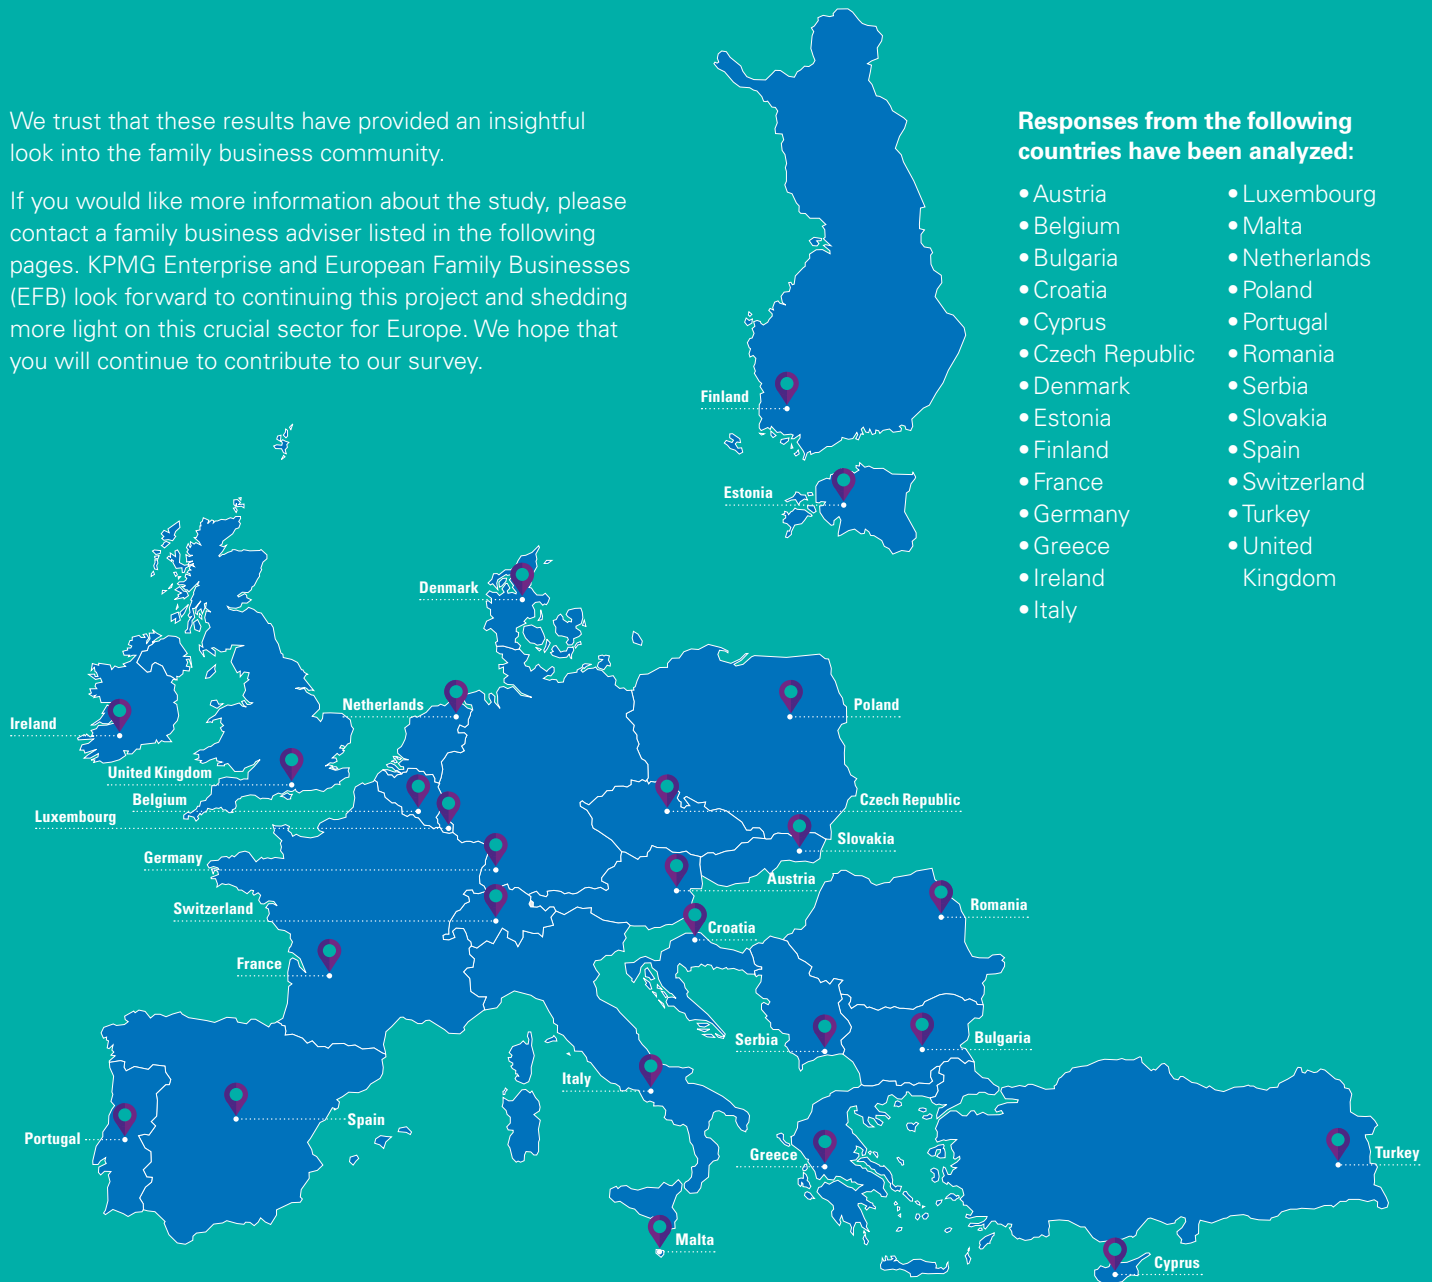 We trust that these results have provided an insightful
look into the family business community.
If you would like more information about the study, please
contact a family business adviser listed in the following
pages. KPMG Enterprise and European Family Businesses
(EFB) look forward to continuing this project and shedding
more light on this crucial sector for Europe. We hope that
you will continue to contribute to our survey.
Responses from the following
countries have been analyzed:
• Austria
• Belgium
• Bulgaria
• Croatia
• Cyprus
• Czech Republic
• Denmark
• Estonia
• Finland
• France
• Germany
• Greece
• Ireland
• Italy
• Luxembourg
• Malta
• Netherlands
• Poland
• Portugal
• Romania
• Serbia
• Slovakia
• Spain
• Switzerland
• Turkey
• United
Kingdom
Finland
Estonia
Denmark
Netherlands
Poland
Ireland
United Kingdom
Belgium
Czech Republic
Luxembourg
Slovakia
Germany
Austria
Switzerland
Romania
Croatia
France
Serbia
Bulgaria
Italy
Spain
Portugal
Greece
Turkey
Malta
Cyprus